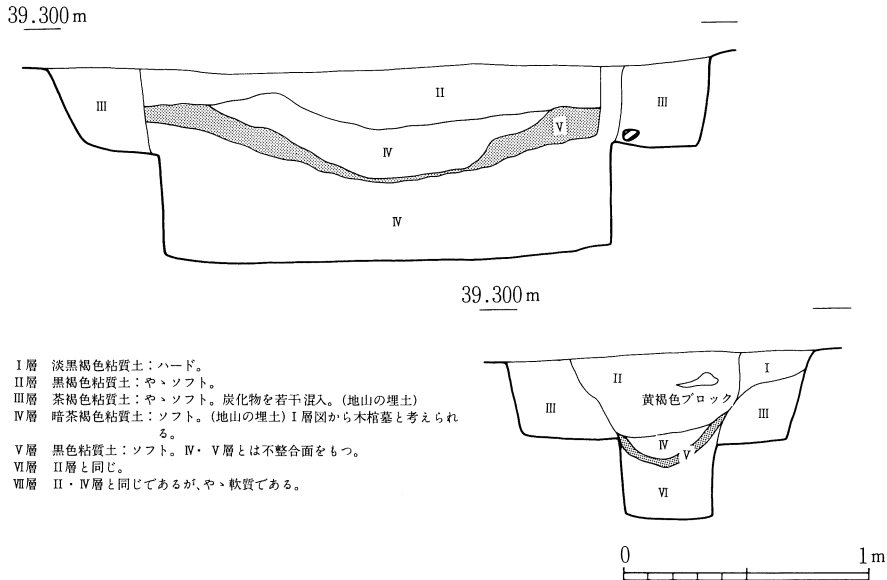 39.300m
III
II
III
V
IV
IV
39.300m
I
II
黄褐色ブロック
III
III
IV
V
VI
I層 淡黒褐色粘質土：ハード。
II層 黒褐色粘質土：やゝソフト。
III層 茶褐色粘質土：やゝソフト。炭化物を若干混入。(地山の埋土)
IV層 暗茶褐色粘質土：ソフト。(地山の埋土) I層図から木棺墓と考えられ
る。
V層 黒色粘質土：ソフト。IV・V層とは不整合面をもつ。
VI層 II層と同じ。
VII層 II・IV層と同じであるが、やゝ軟質である。
0 1m